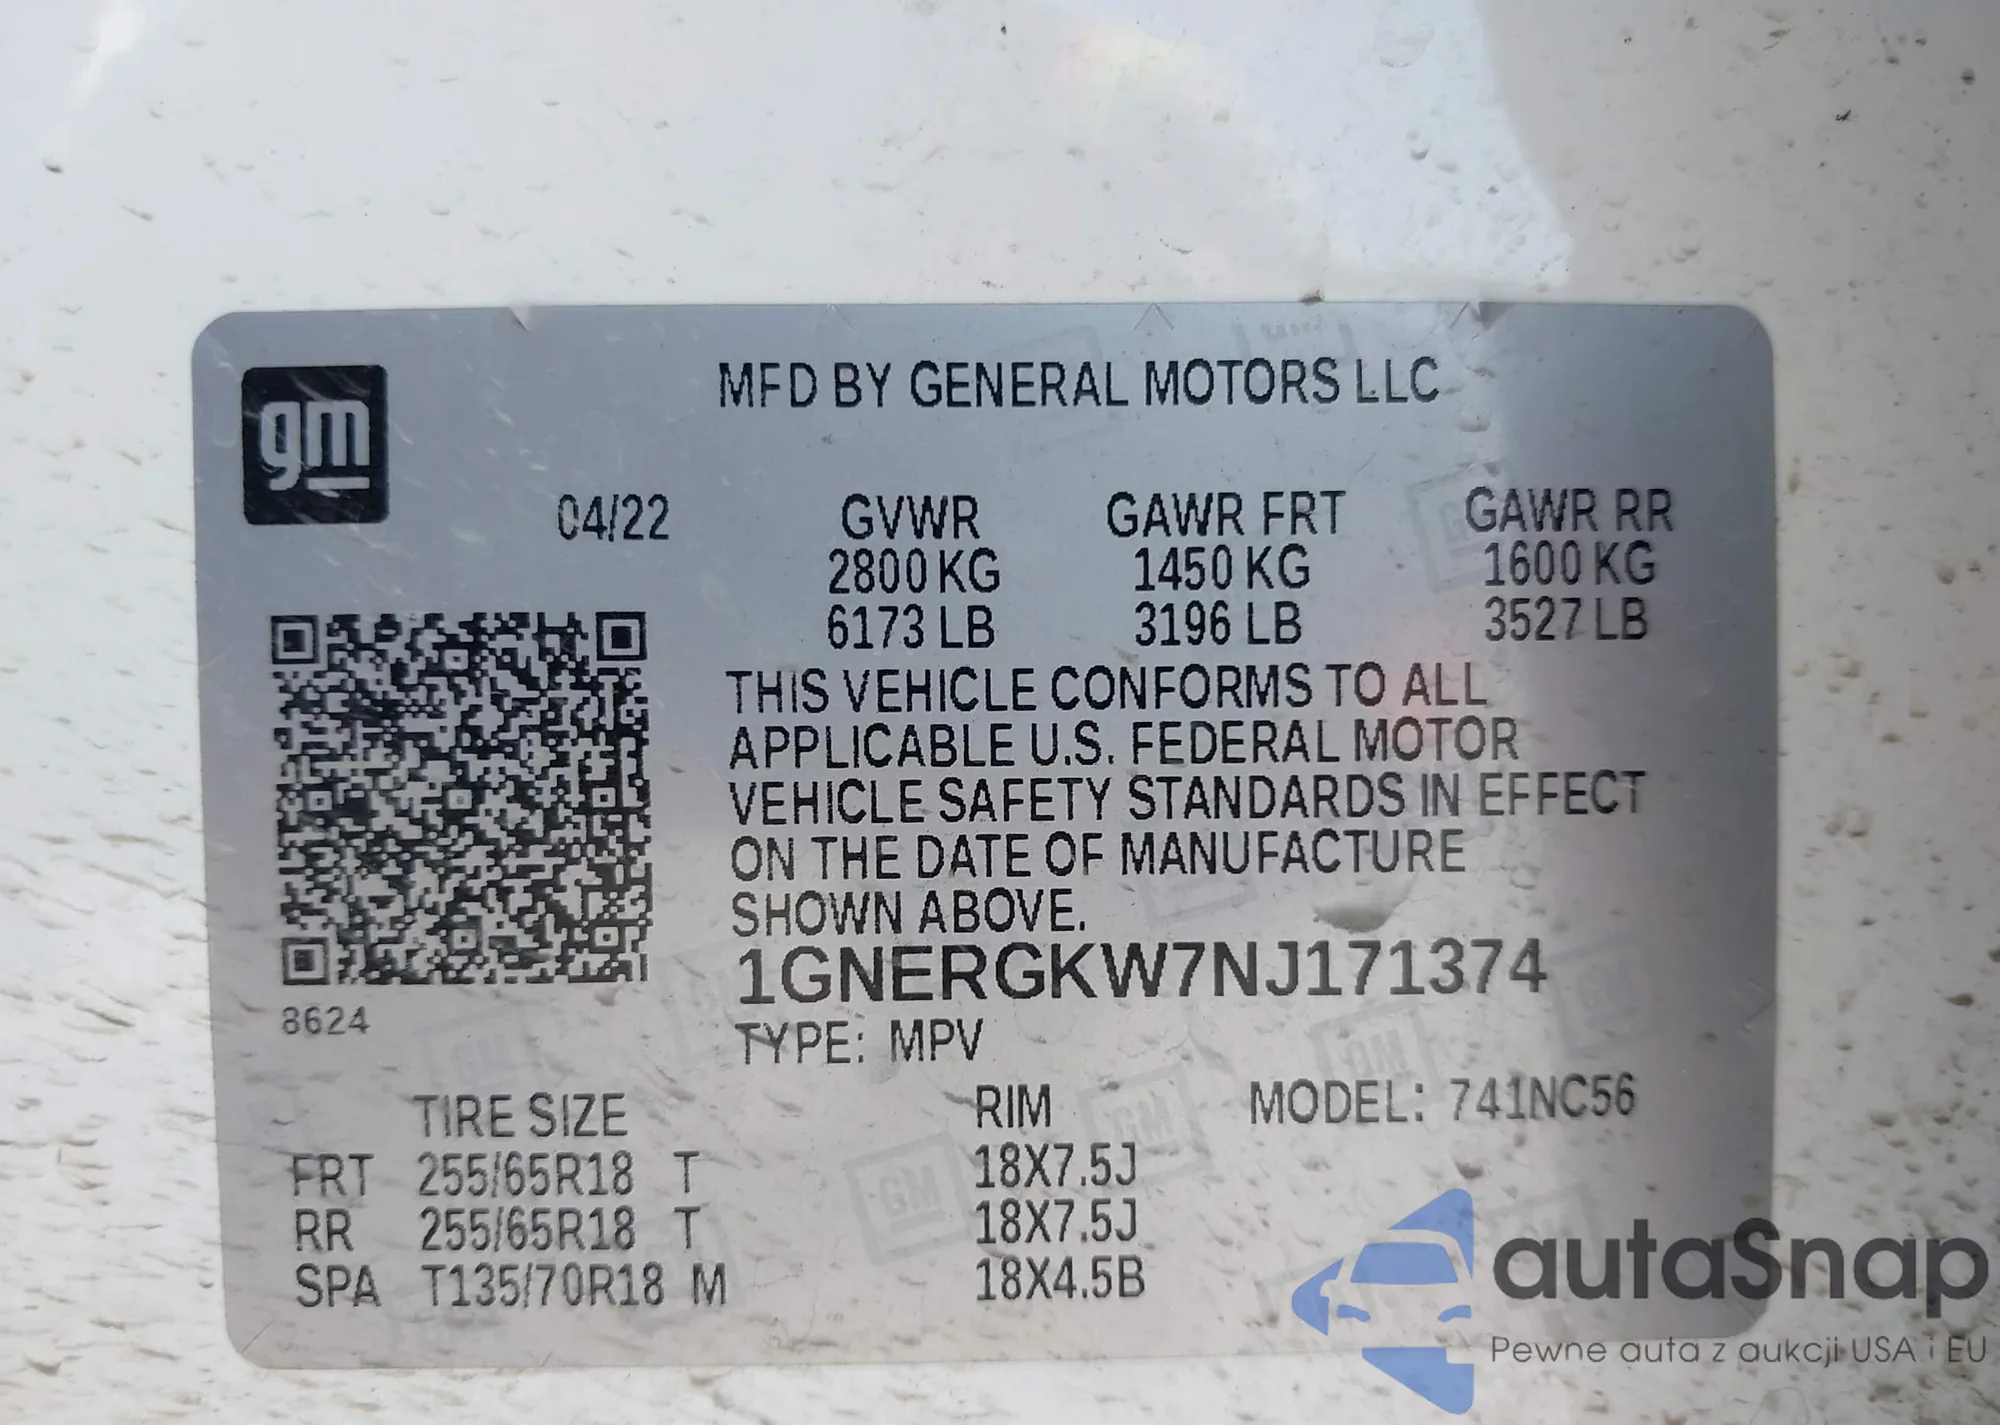 MFD BY GENERAL MOTORS LLC
gm
04/22 GVWR GAWR FRT GAWR RR
2800 KG 1450 KG 1600 KG
6173 LB 3196 LB 3527 LB
THIS VEHICLE CONFORMS TO ALL
APPLICABLE U.S. FEDERAL MOTOR
VEHICLE SAFETY STANDARDS IN EFFECT
ON THE DATE OF MANUFACTURE
SHOWN ABOVE.
1GNERGKW7NJ171374
8624
TYPE: MPV
TIRE SIZE RIM MODEL: 741NC56
FRT 255/65R18 T 18X7.5J
RR 255/65R18 T 18X7.5J
SPA T135/70R18 M 18X4.5B
autaSnap
Pewne auta z aukcji USA i EU